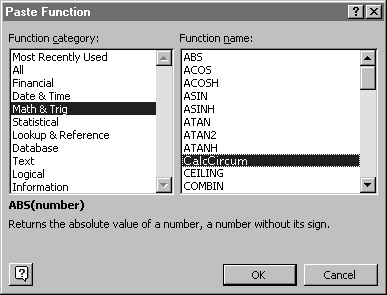 Paste Function
Function category:
Most Recently Used
All
Financial
Date & Time
Math & Trig
Statistical
Lookup & Reference
Database
Text
Logical
Information
Function name:
ABS
ACOS
ACOSH
ASIN
ASINH
ATAN
ATAN2
ATANH
CalcCircum
CEILING
COMBIN
ABS(number)
Returns the absolute value of a number, a number without its sign.
OK
Cancel